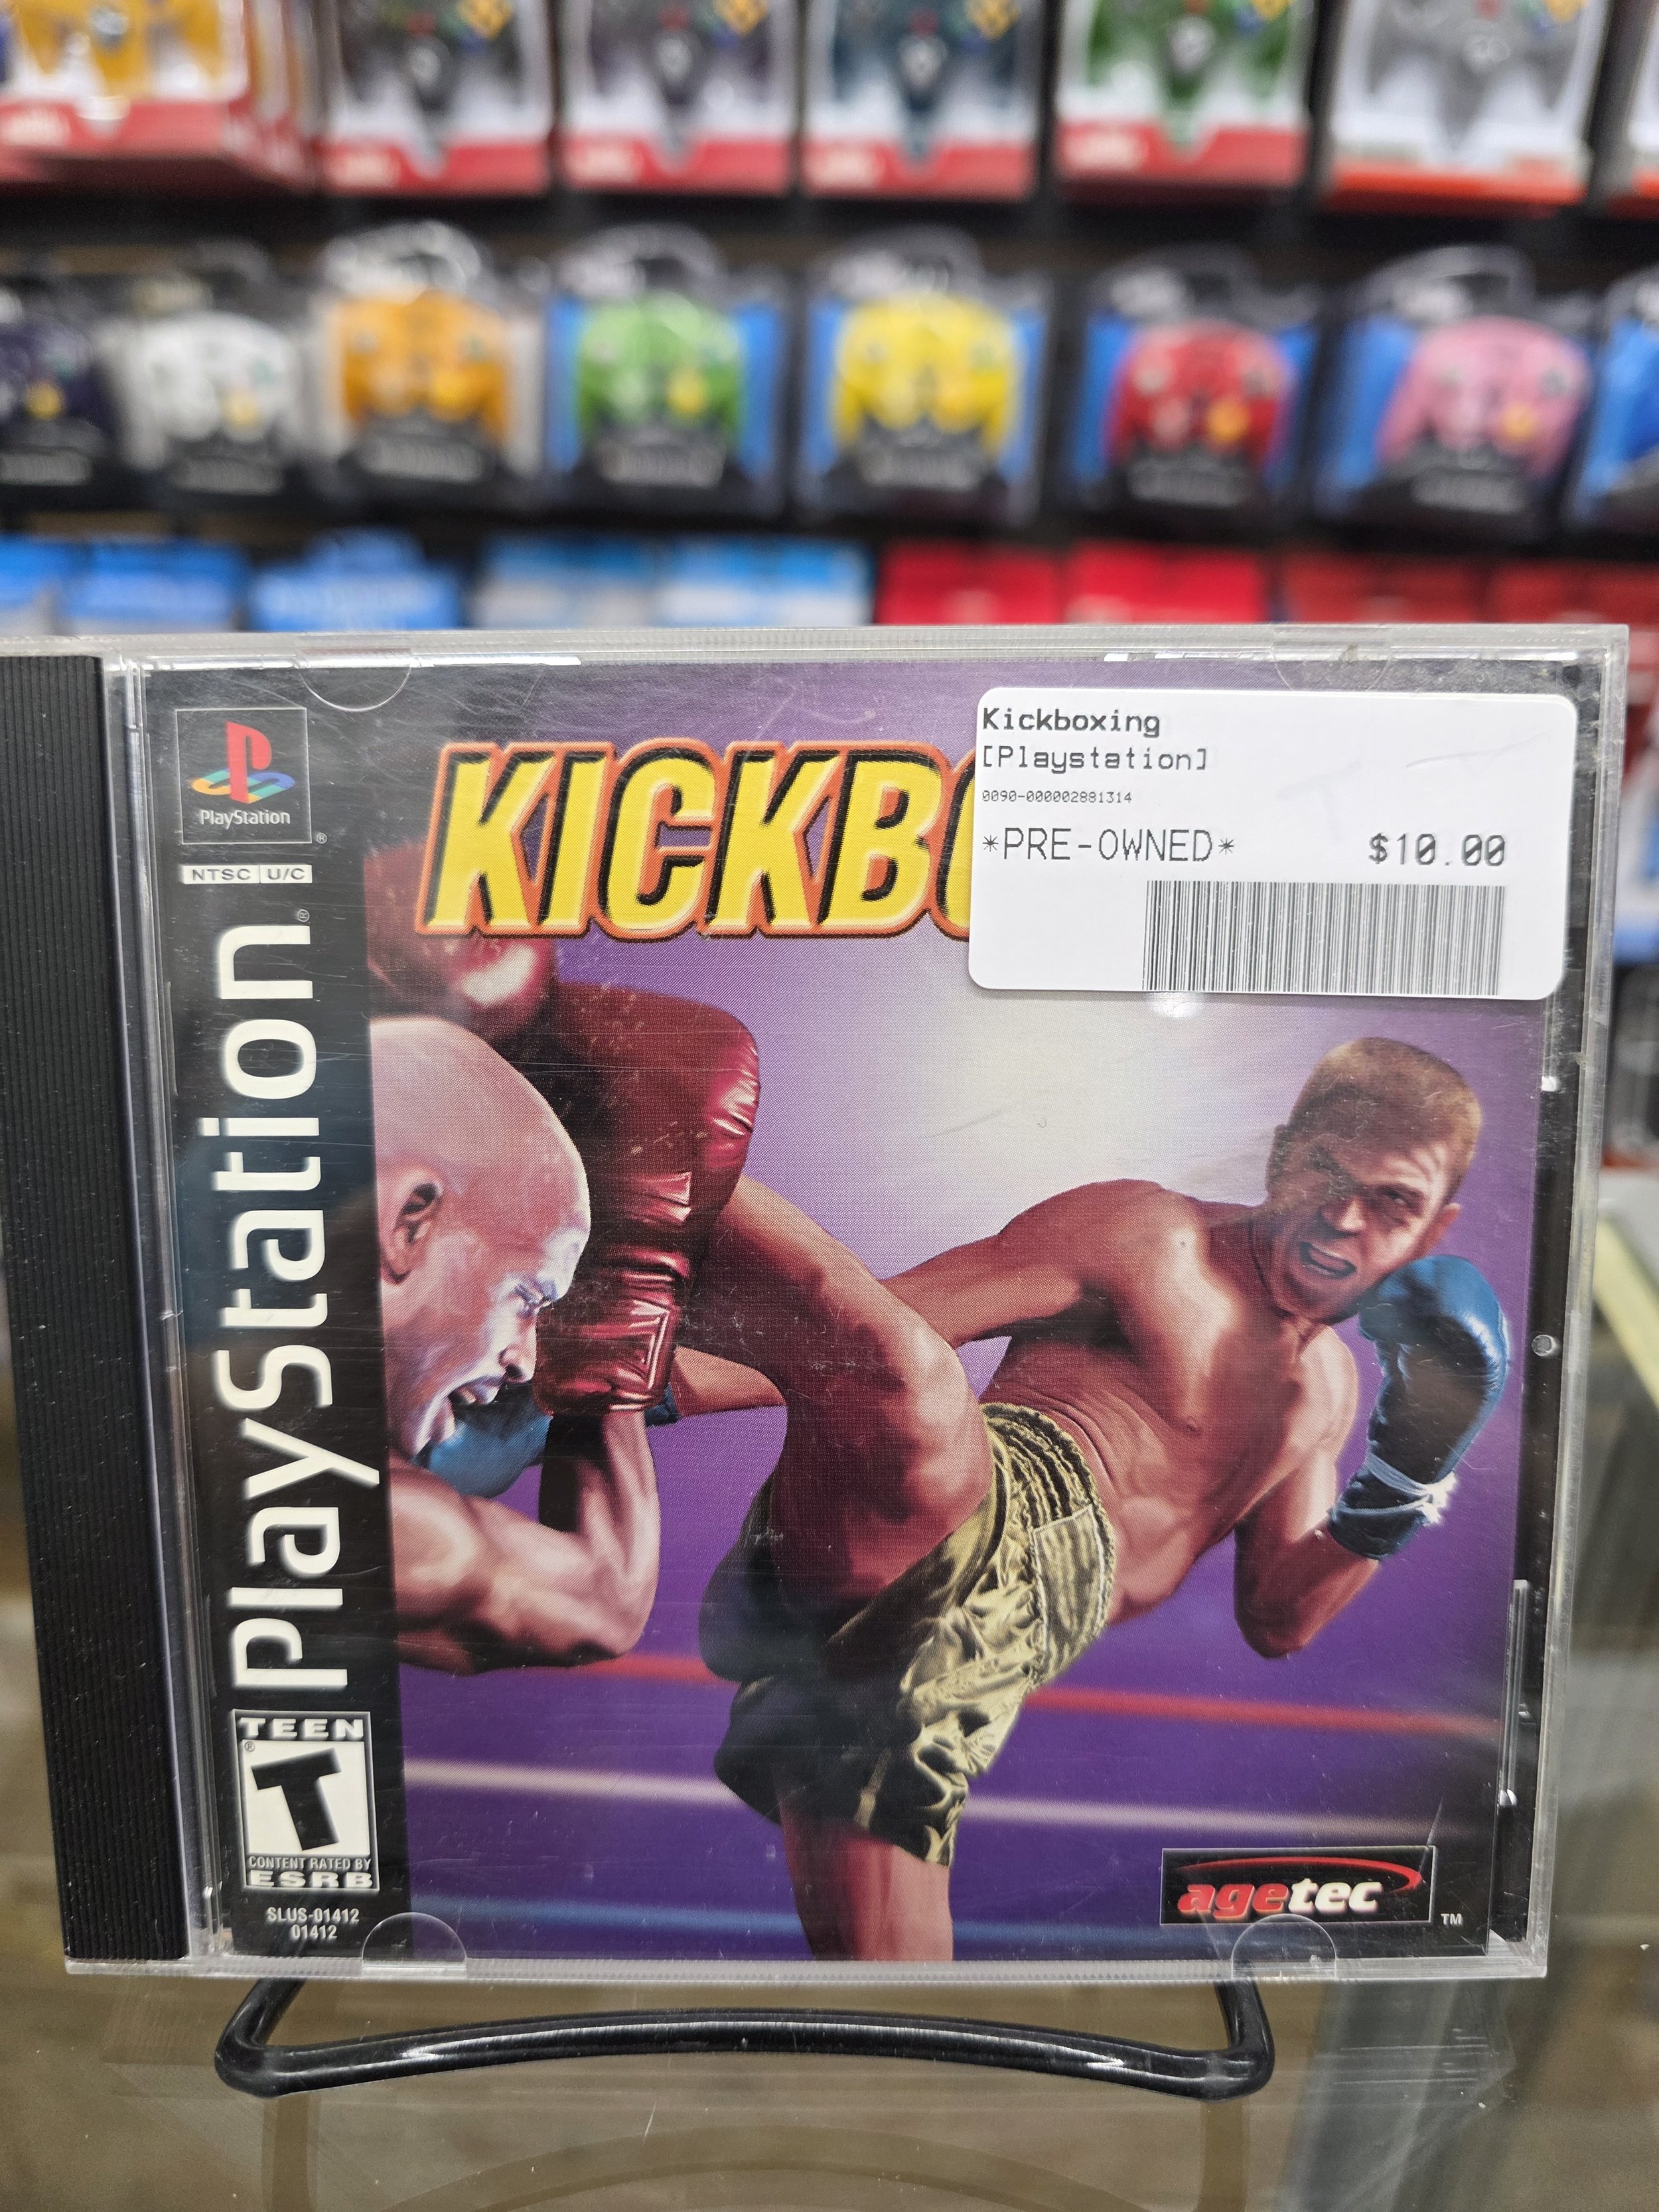 PlayStation
®
NTSC U/C
PlayStation®
KICKBO
Kickboxing
[Playstation]
0090-000002881314
*PRE-OWNED* $10.00
TEEN
T
®
CONTENT RATED BY
ESRB
SLUS-01412
01412
agetec
TM